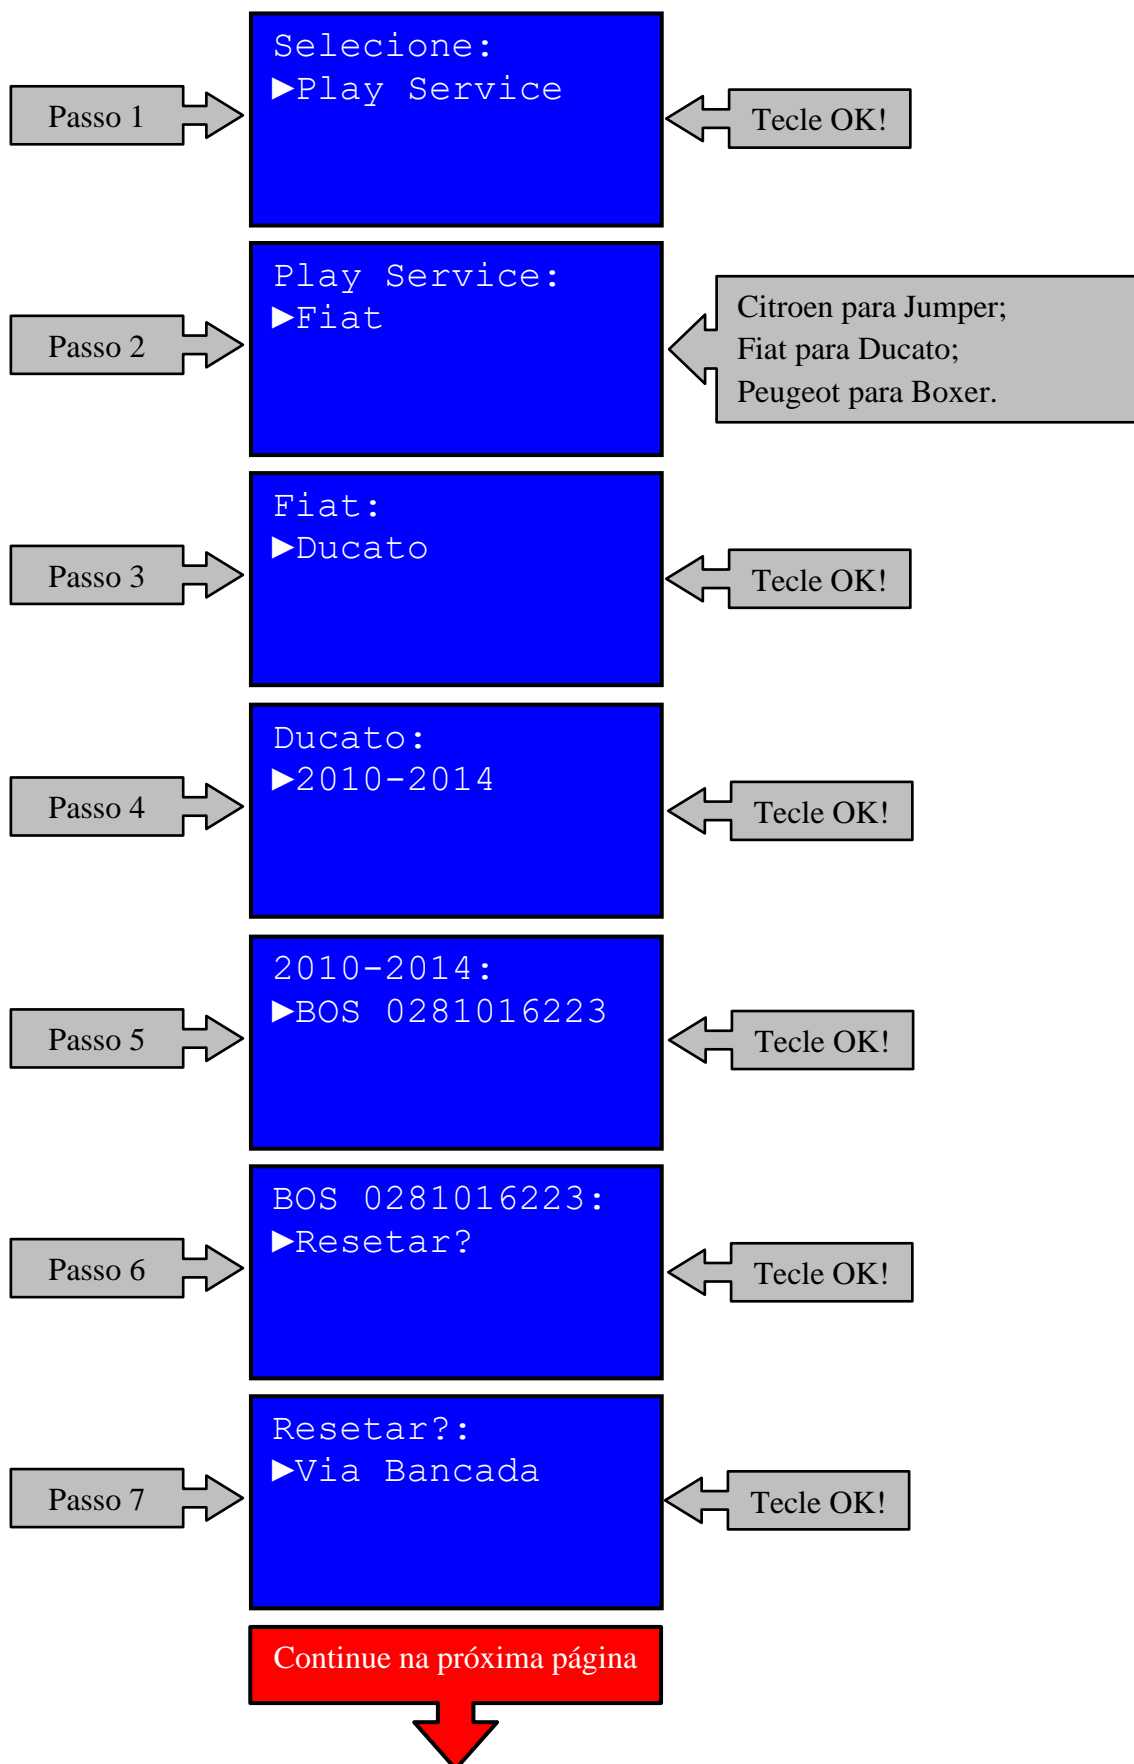 Selecione:
►Play Service
Passo 1
Tecle OK!
Play Service:
►Fiat
Passo 2
Citroen para Jumper;
Fiat para Ducato;
Peugeot para Boxer.
Fiat:
►Ducato
Passo 3
Tecle OK!
Ducato:
►2010-2014
Passo 4
Tecle OK!
2010-2014:
►BOS 0281016223
Passo 5
Tecle OK!
BOS 0281016223:
►Resetar?
Passo 6
Tecle OK!
Resetar?:
►Via Bancada
Passo 7
Tecle OK!
Continue na próxima página